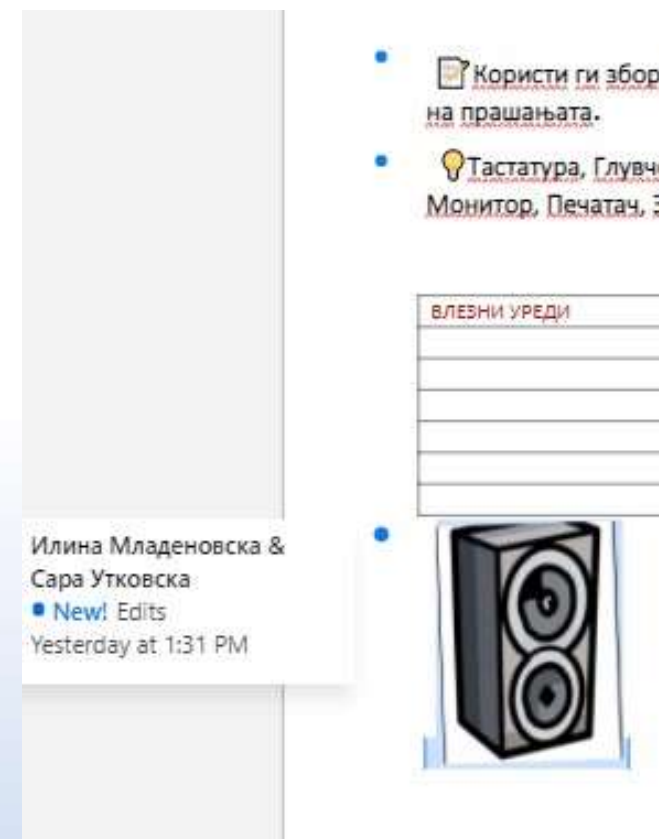 Користи ги збор
на прашањата.
Тастатура, Глувч
Монитор, Печатач,
ВЛЕЗНИ УРЕДИ
Илина Младеновска &
Сара Утковска
New! Edits
Yesterday at 1:31 PM